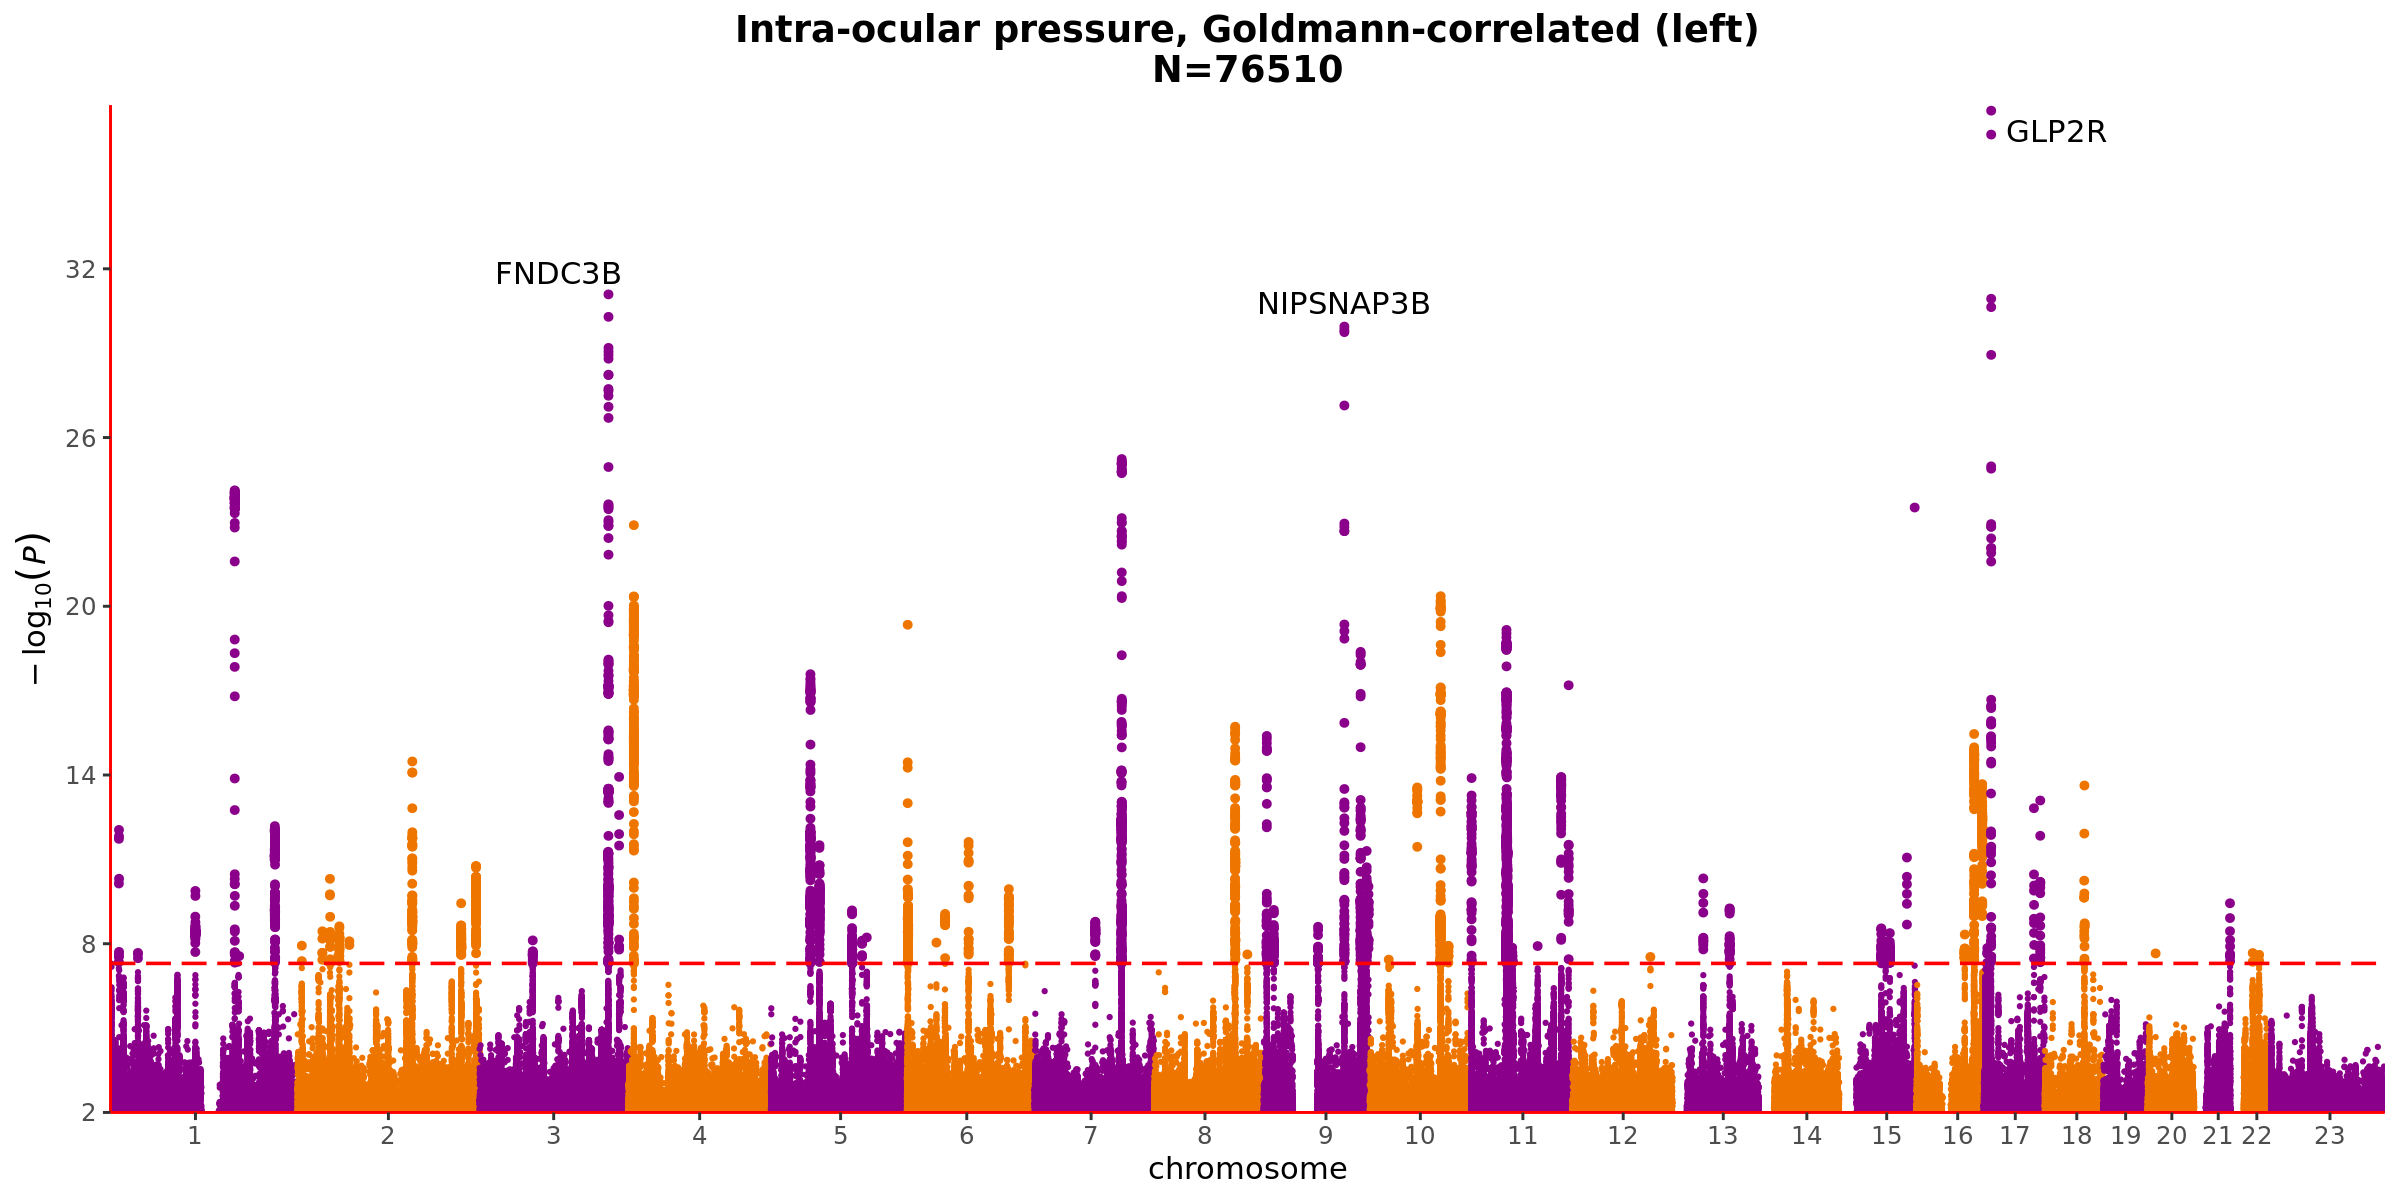 Intra-ocular pressure, Goldmann-correlated (left)
N=76510
GLP2R
FNDC3B
NIPSNAP3B
32
26
20
14
8
2
−log10(P)
1 2 3 4 5 6 7 8 9 10 11 12 13 14 15 16 17 18 19 20 21 22 23
chromosome